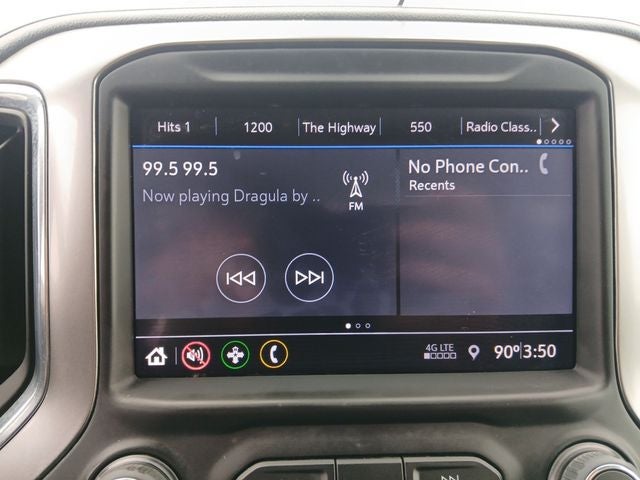 Hits 1 1200 The Highway 550 Radio Class..
99.5 99.5
Now playing Dragula by ..
FM
No Phone Con..
Recents
4G LTE
90° 3:50